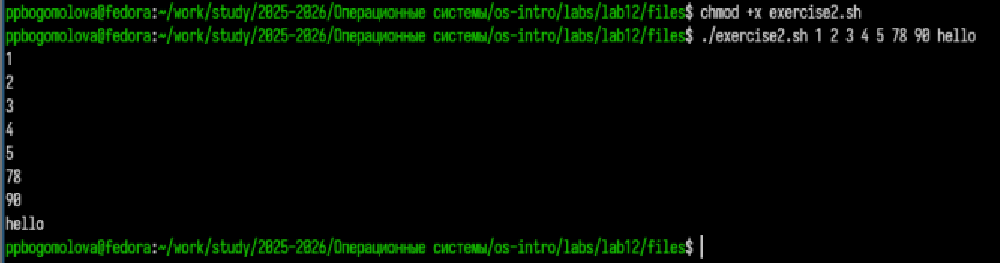 ppbogomolova@fedora:~/work/study/2025-2026/Операционные системы/os-intro/labs/lab12/files$ chmod +x exercise2.sh
ppbogomolova@fedora:~/work/study/2025-2026/Операционные системы/os-intro/labs/lab12/files$ ./exercise2.sh 1 2 3 4 5 78 90 hello
1
2
3
4
5
78
90
hello
ppbogomolova@fedora:~/work/study/2025-2026/Операционные системы/os-intro/labs/lab12/files$